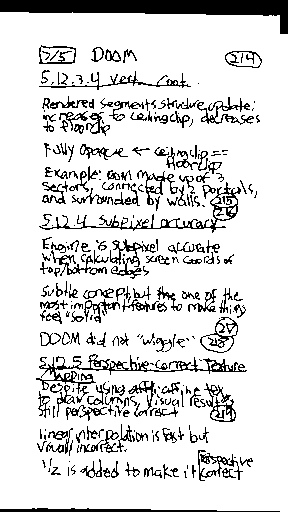 7/5 DOOM 214
5.12.3.4 Vert. Cont.
Rendered segments structure update:
increases to ceilingclip, decreases
to floorclip
Fully Opaque ← ceilingclip ==
floorclip
Example: room made up of 3
sectors, connected by 2 portals,
and surrounded by walls. 215
216
5.12.4 Subpixel accuracy
Engine is subpixel accurate
when calculating screen coords of
top/bottom edges
Subtle concept but the one of the
most important features to make things
feel "solid"
217
DOOM did not "wiggle" 218
5.12.5 Perspective-correct Texture
Mapping
Despite using affine tex
to draw columns, visual results
still perspective correct 219
linear interpolation is fast but
visually incorrect.
1/z is added to make it perspective
correct